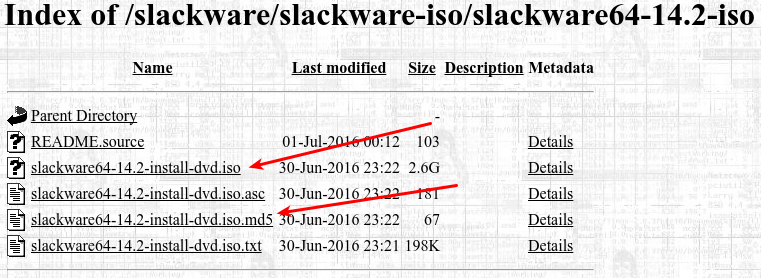 Index of /slackware/slackware-iso/slackware64-14.2-iso
Name Last modified Size Description Metadata
Parent Directory -
README.source 01-Jul-2016 00:12 103 Details
slackware64-14.2-install-dvd.iso 30-Jun-2016 23:22 2.6G Details
slackware64-14.2-install-dvd.iso.asc 30-Jun-2016 23:22 181 Details
slackware64-14.2-install-dvd.iso.md5 30-Jun-2016 23:22 67 Details
slackware64-14.2-install-dvd.iso.txt 30-Jun-2016 23:21 198K Details